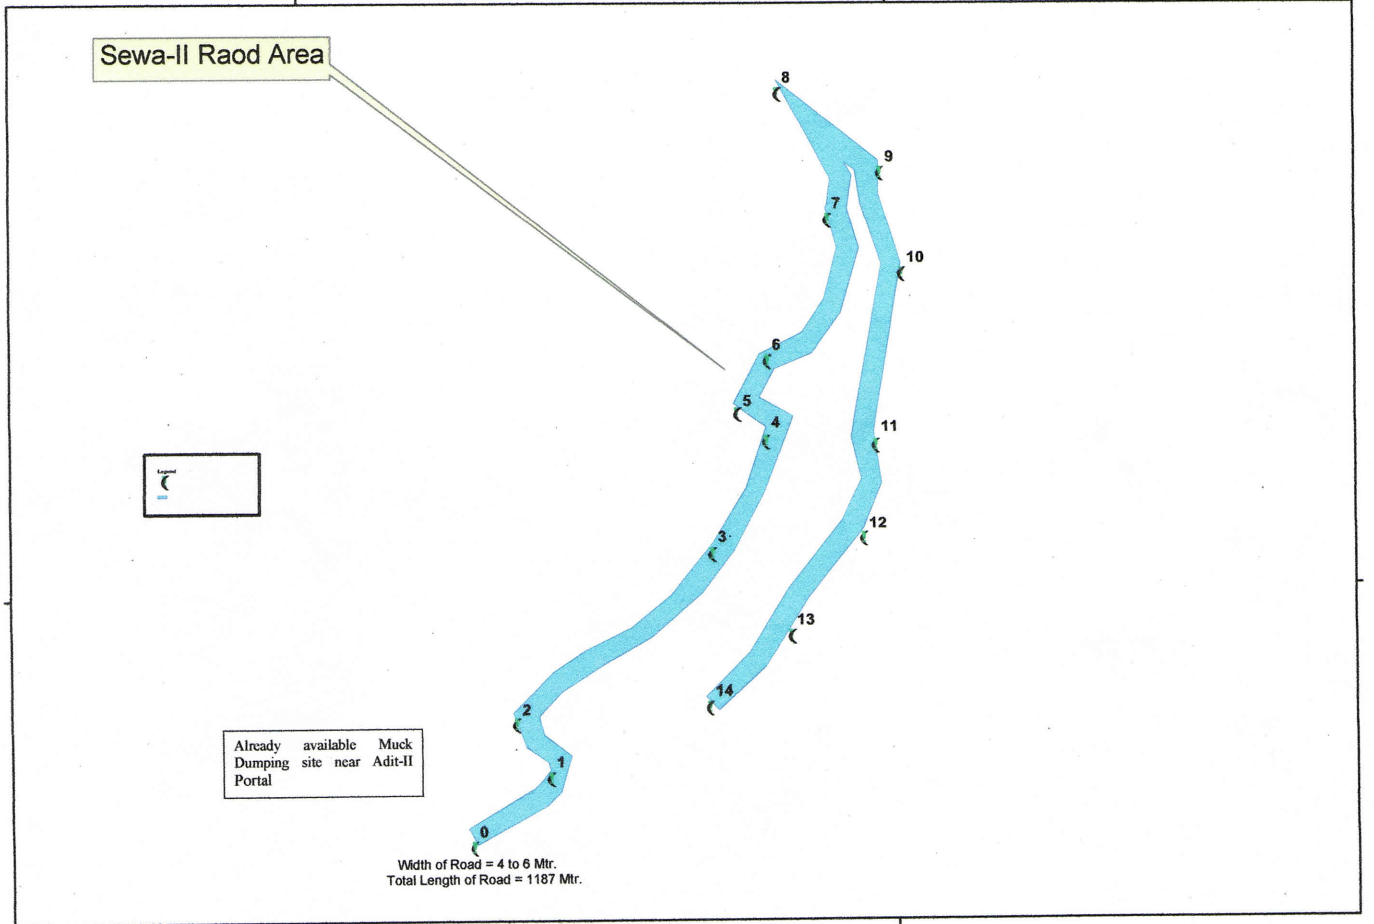 Sewa-II Raod Area
8
9
7
10
6
5
4
11
12
3
13
14
2
1
0
Legend
Already available Muck
Dumping site near Adit-II
Portal
Width of Road = 4 to 6 Mtr.
Total Length of Road = 1187 Mtr.